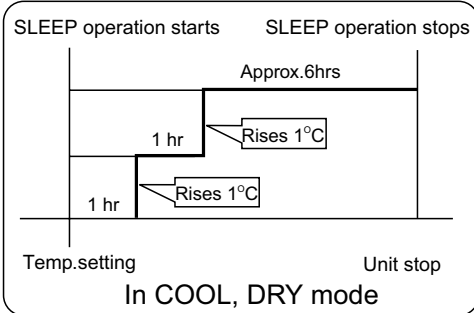 SLEEP operation starts SLEEP operation stops
Approx.6hrs
1 hr Rises 1°C
1 hr Rises 1°C
Temp.setting Unit stop
In COOL, DRY mode